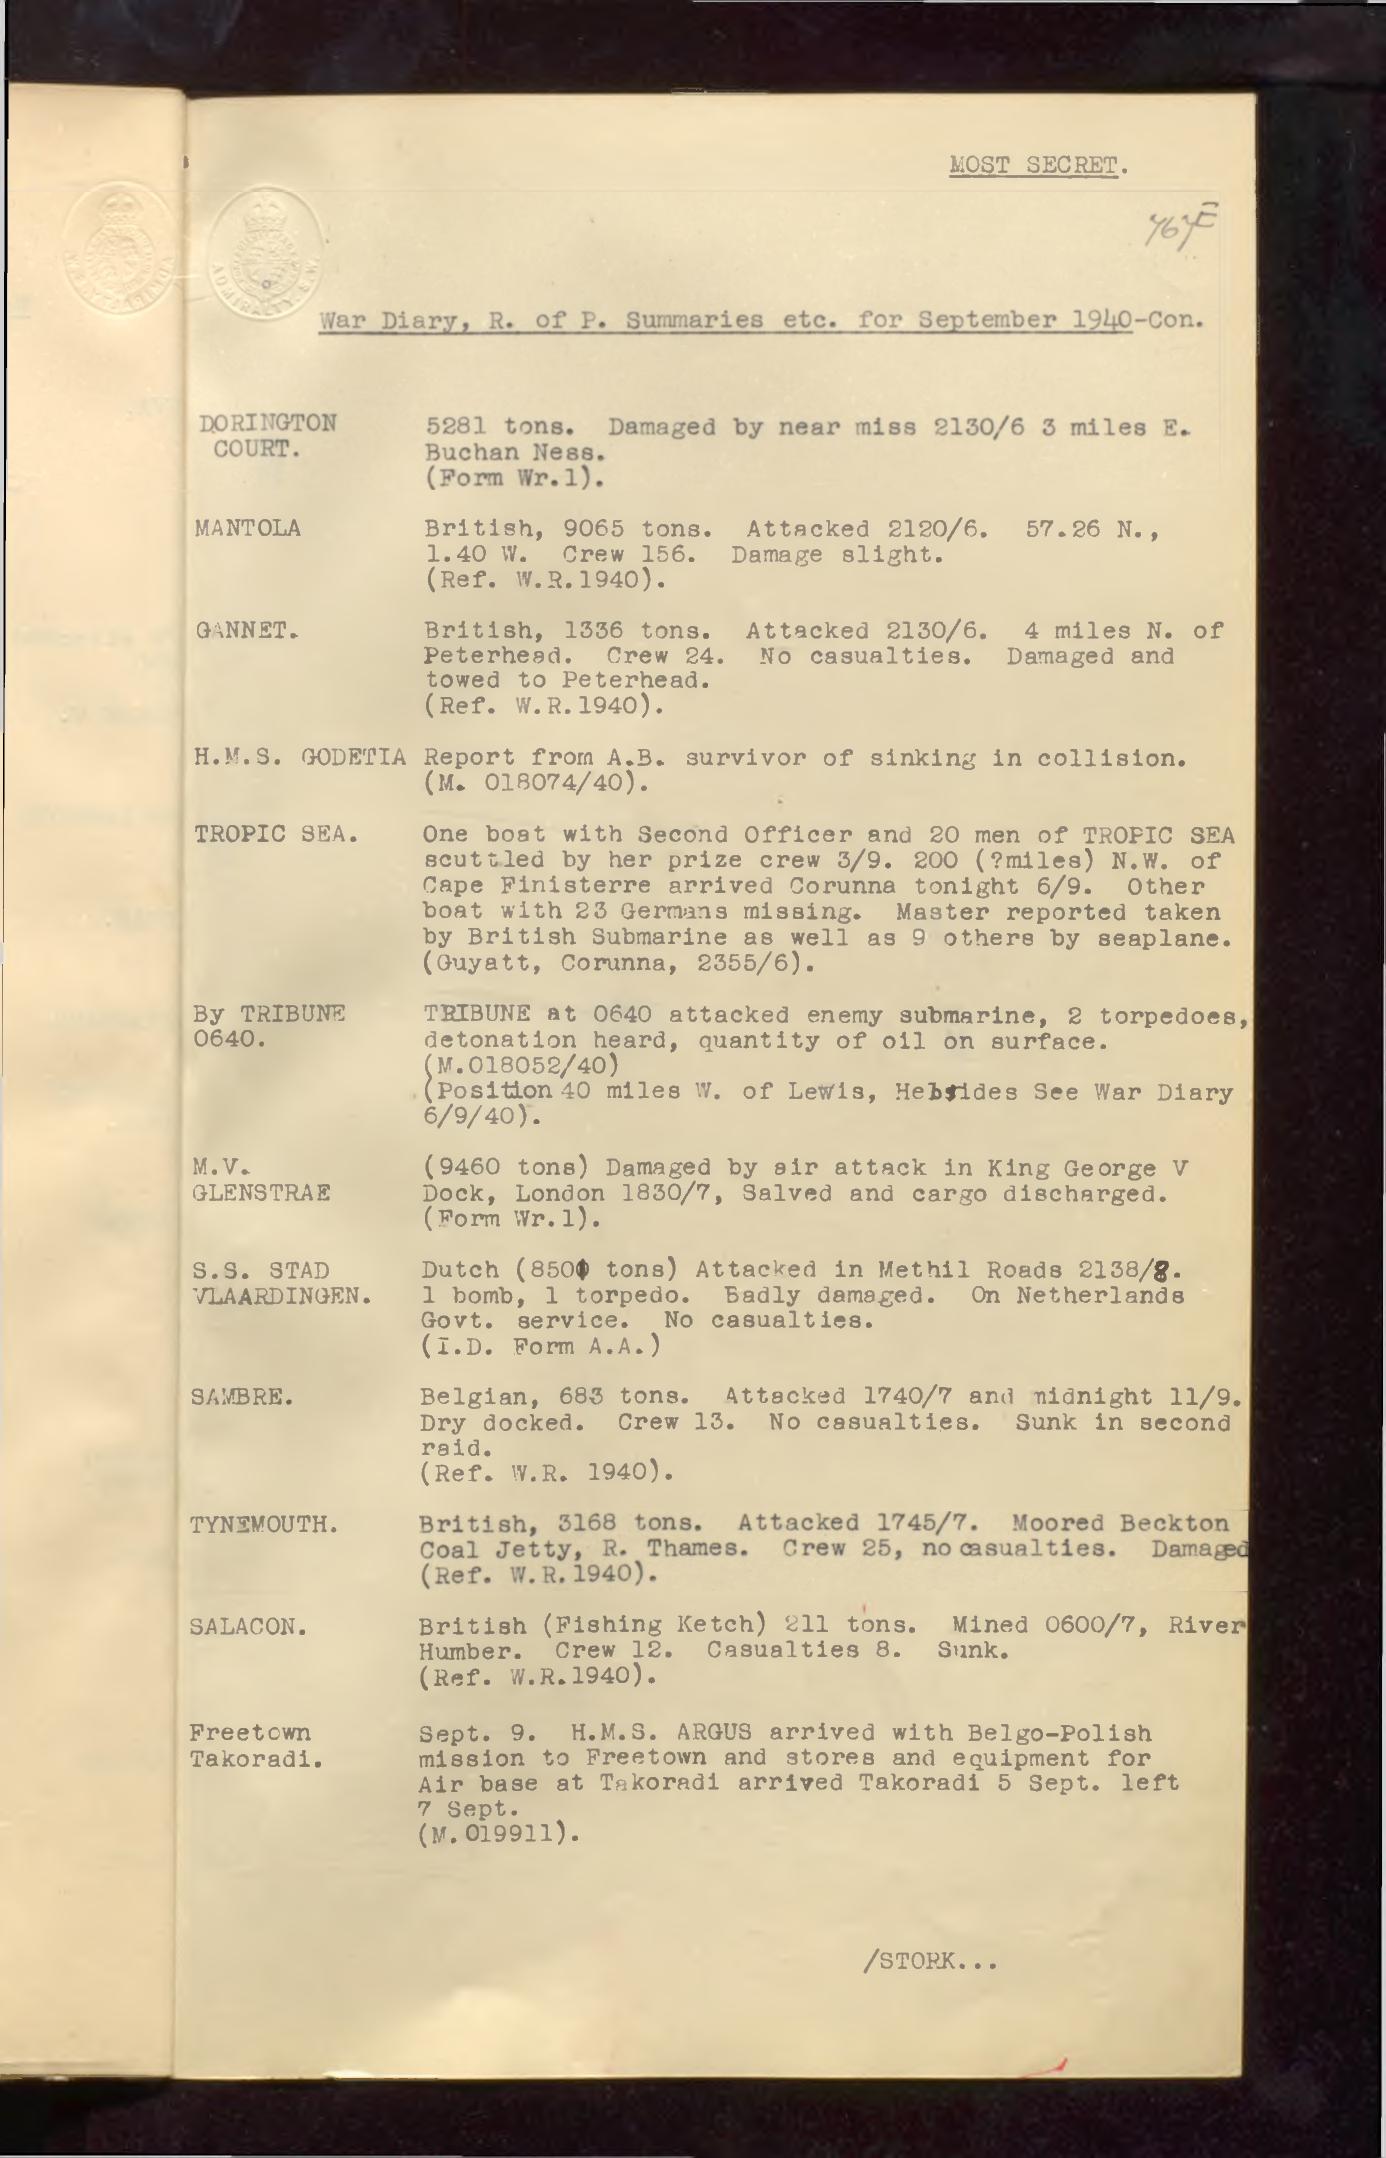 MOST SECRET.
767E
ADMIRALTY. S.W.
War Diary, R. of P. Summaries etc. for September 1940-Con.
DORINGTON COURT.
5281 tons. Damaged by near miss 2130/6 3 miles E.
Buchan Ness.
(Form Wr.1).
MANTOLA
British, 9065 tons. Attacked 2120/6. 57.26 N.,
1.40 W. Crew 156. Damage slight.
(Ref. W.R.1940).
GANNET.
British, 1336 tons. Attacked 2130/6. 4 miles N. of
Peterhead. Crew 24. No casualties. Damaged and
towed to Peterhead.
(Ref. W.R.1940).
H.M.S. GODETIA Report from A.B. survivor of sinking in collision.
(M. 018074/40).
TROPIC SEA.
One boat with Second Officer and 20 men of TROPIC SEA
scuttled by her prize crew 3/9. 200 (?miles) N.W. of
Cape Finisterre arrived Corunna tonight 6/9. Other
boat with 23 Germans missing. Master reported taken
by British Submarine as well as 9 others by seaplane.
(Guyatt, Corunna, 2355/6).
By TRIBUNE
0640.
TRIBUNE at 0640 attacked enemy submarine, 2 torpedoes,
detonation heard, quantity of oil on surface.
(M.018052/40)
(Position 40 miles W. of Lewis, Hebrides See War Diary
6/9/40).
M.V.
GLENSTRAE
(9460 tons) Damaged by air attack in King George V
Dock, London 1830/7, Salved and cargo discharged.
(Form Wr.1).
S.S. STAD
VLAARDINGEN.
Dutch (8500 tons) Attacked in Methil Roads 2138/8.
1 bomb, 1 torpedo. Badly damaged. On Netherlands
Govt. service. No casualties.
(I.D. Form A.A.)
SAMBRE.
Belgian, 683 tons. Attacked 1740/7 and midnight 11/9.
Dry docked. Crew 13. No casualties. Sunk in second
raid.
(Ref. W.R. 1940).
TYNEMOUTH.
British, 3168 tons. Attacked 1745/7. Moored Beckton
Coal Jetty, R. Thames. Crew 25, no casualties. Damaged
(Ref. W.R.1940).
SALACON.
British (Fishing Ketch) 211 tons. Mined 0600/7, River
Humber. Crew 12. Casualties 8. Sunk.
(Ref. W.R.1940).
Freetown
Takoradi.
Sept. 9. H.M.S. ARGUS arrived with Belgo-Polish
mission to Freetown and stores and equipment for
Air base at Takoradi arrived Takoradi 5 Sept. left
7 Sept.
(M.019911).
/STORK...